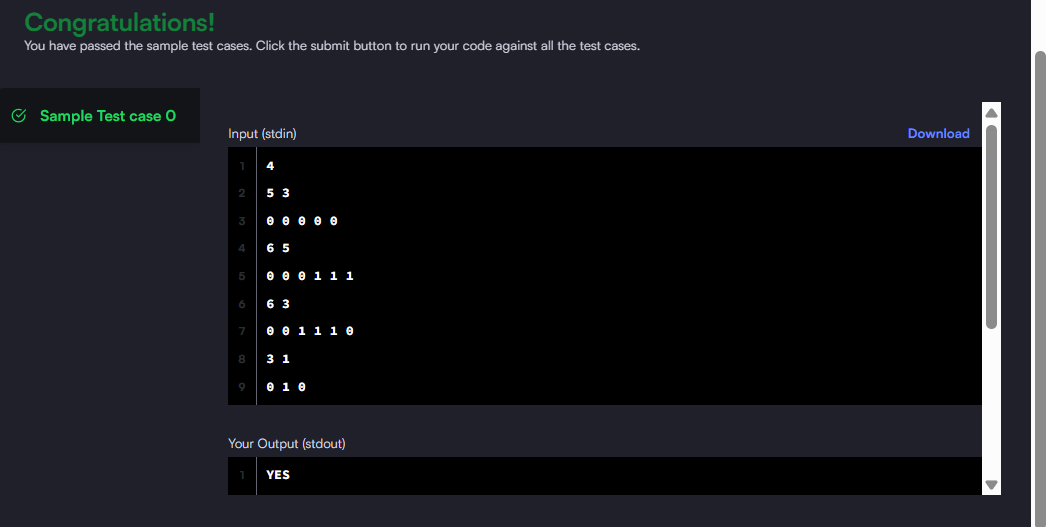 Congratulations!
You have passed the sample test cases. Click the submit button to run your code against all the test cases.
Sample Test case 0
Input (stdin)
Download
1 4
2 5 3
3 0 0 0 0 0
4 6 5
5 0 0 0 1 1 1
6 6 3
7 0 0 1 1 1 0
8 3 1
9 0 1 0
Your Output (stdout)
1 YES